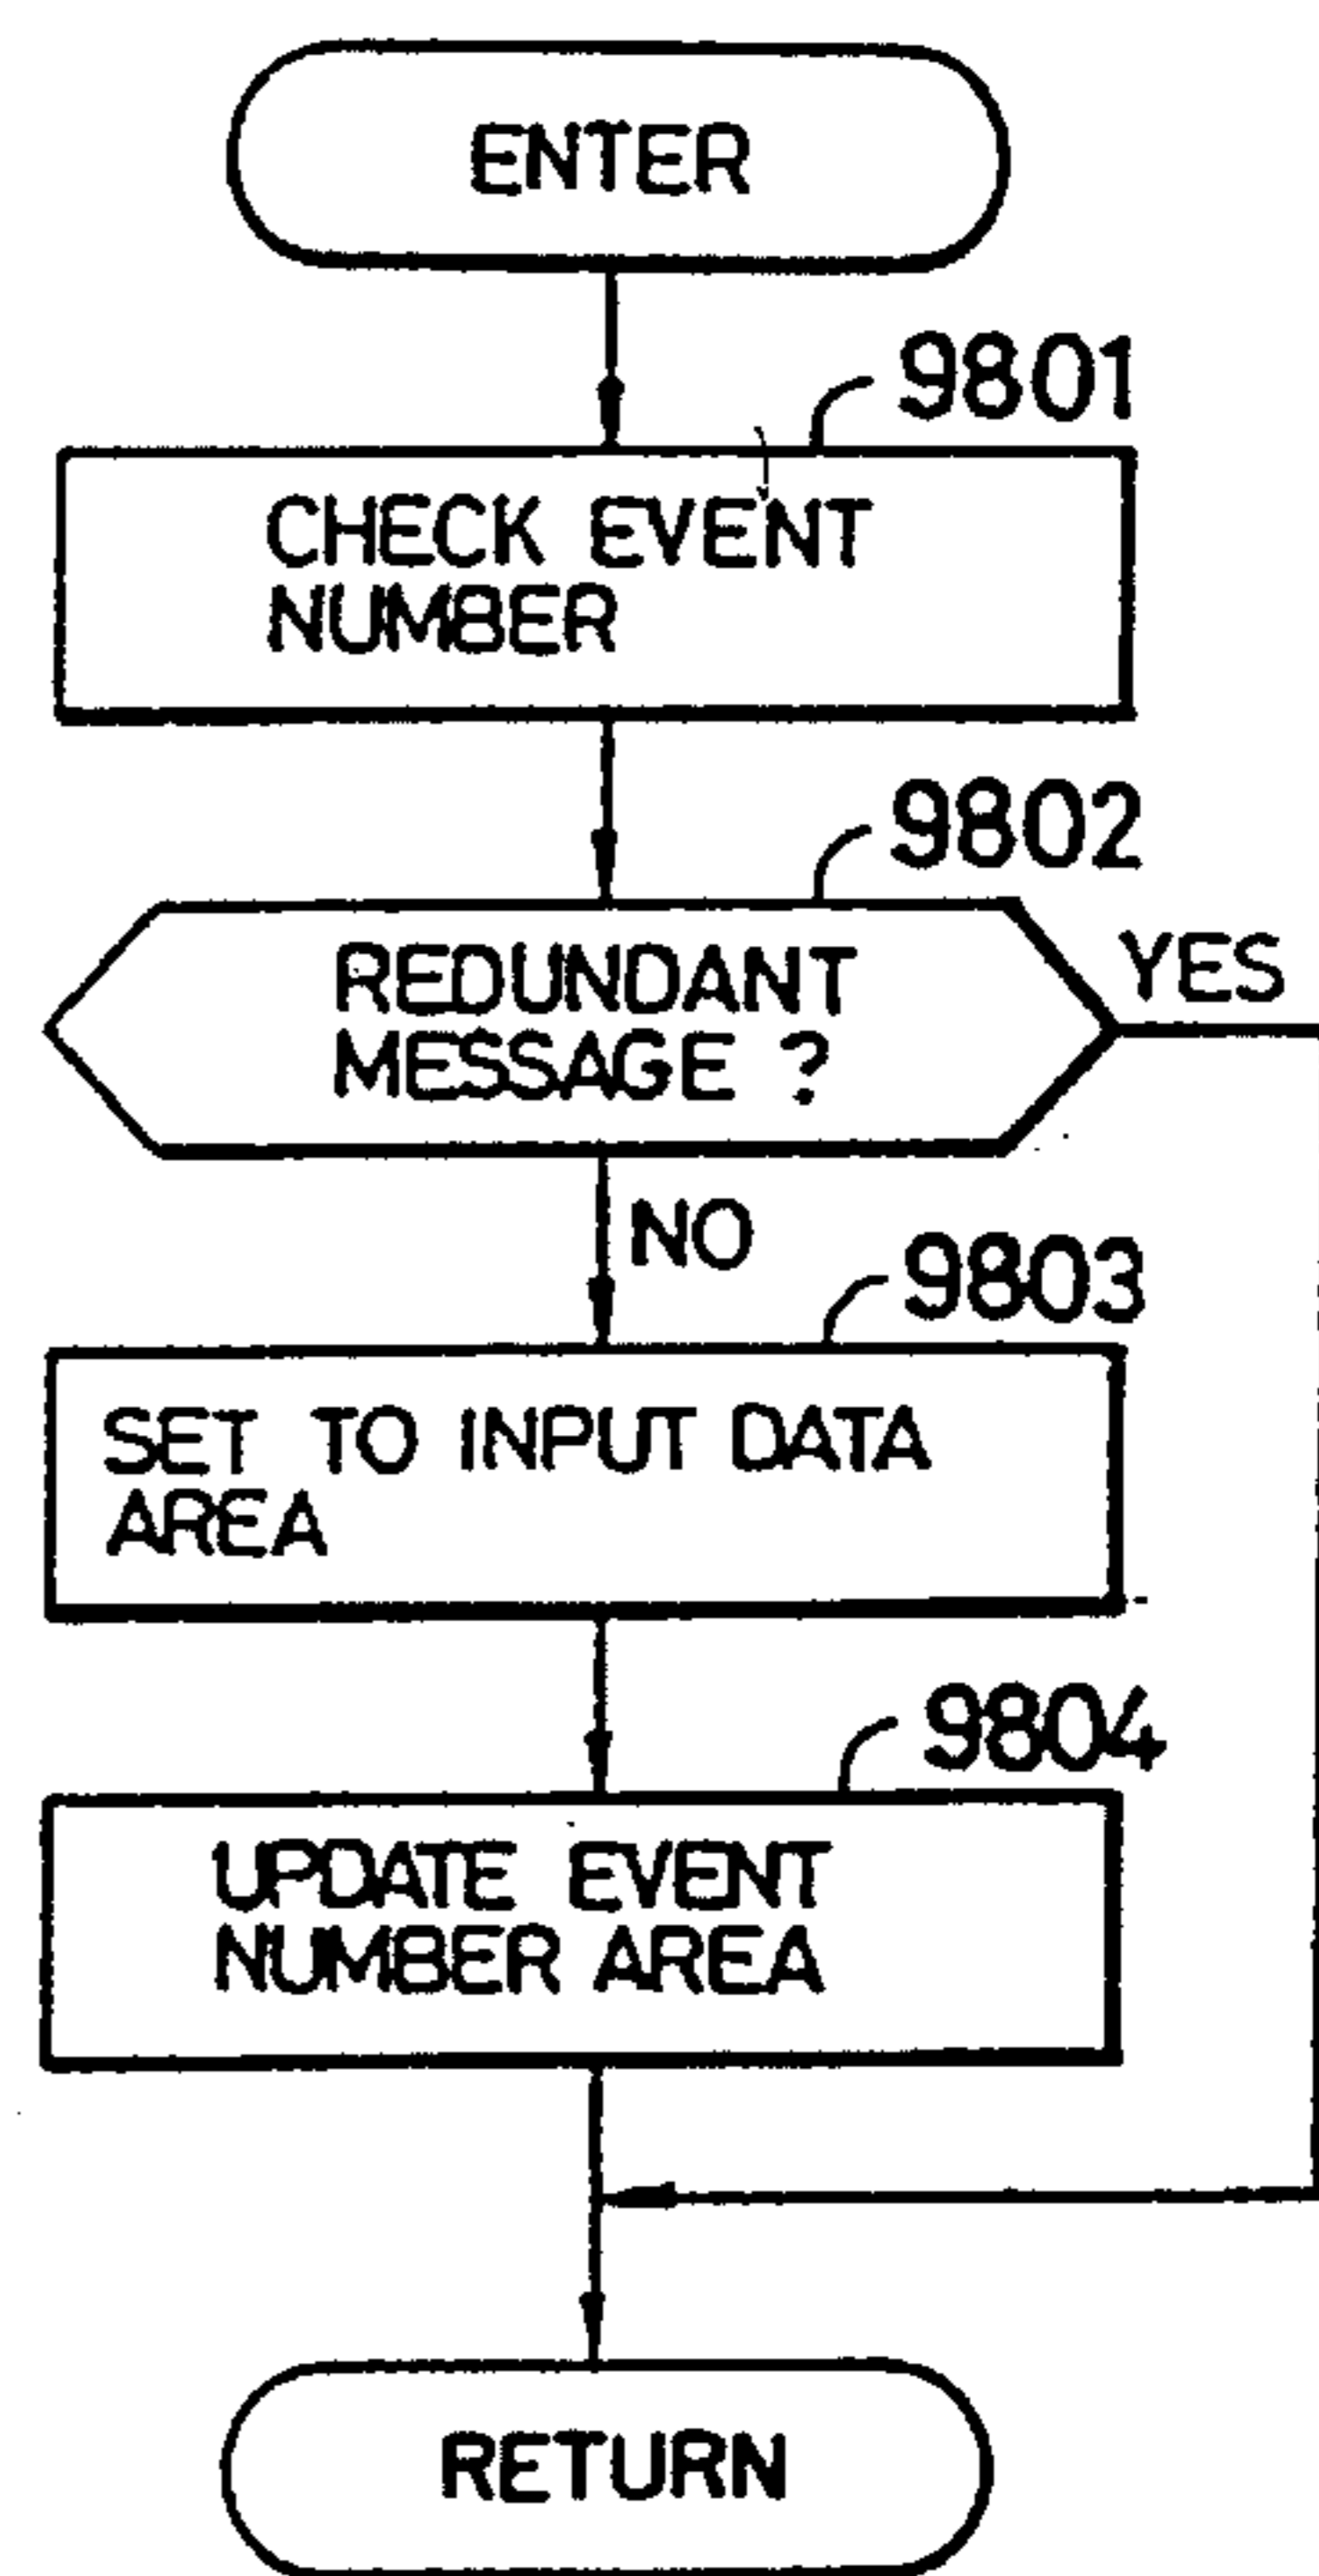 ENTER
9801
CHECK EVENT
NUMBER
9802
REDUNDANT
MESSAGE ?
YES
NO
9803
SET TO INPUT DATA
AREA
9804
UPDATE EVENT
NUMBER AREA
RETURN